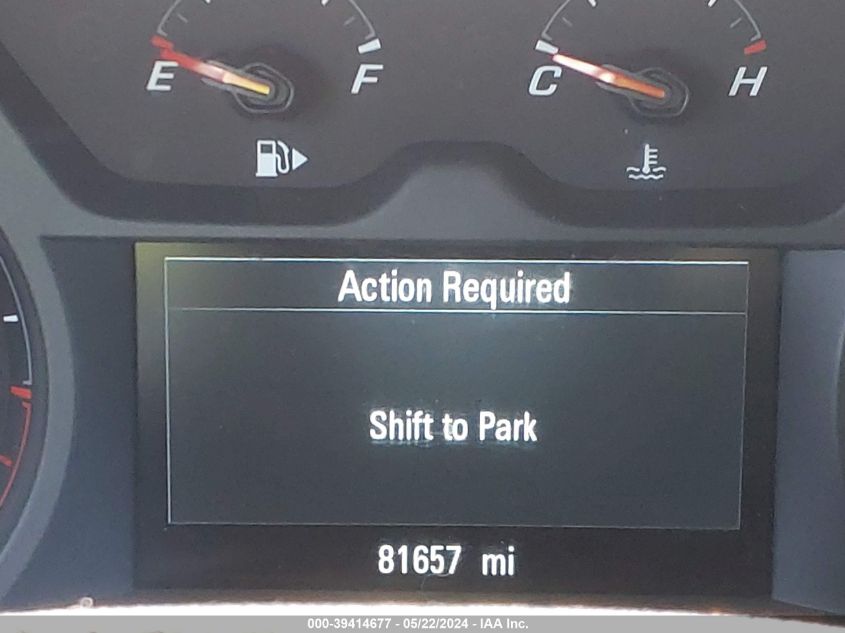 E F C H
Action Required
Shift to Park
81657 mi
000-39414677 - 05/22/2024 - IAA Inc.